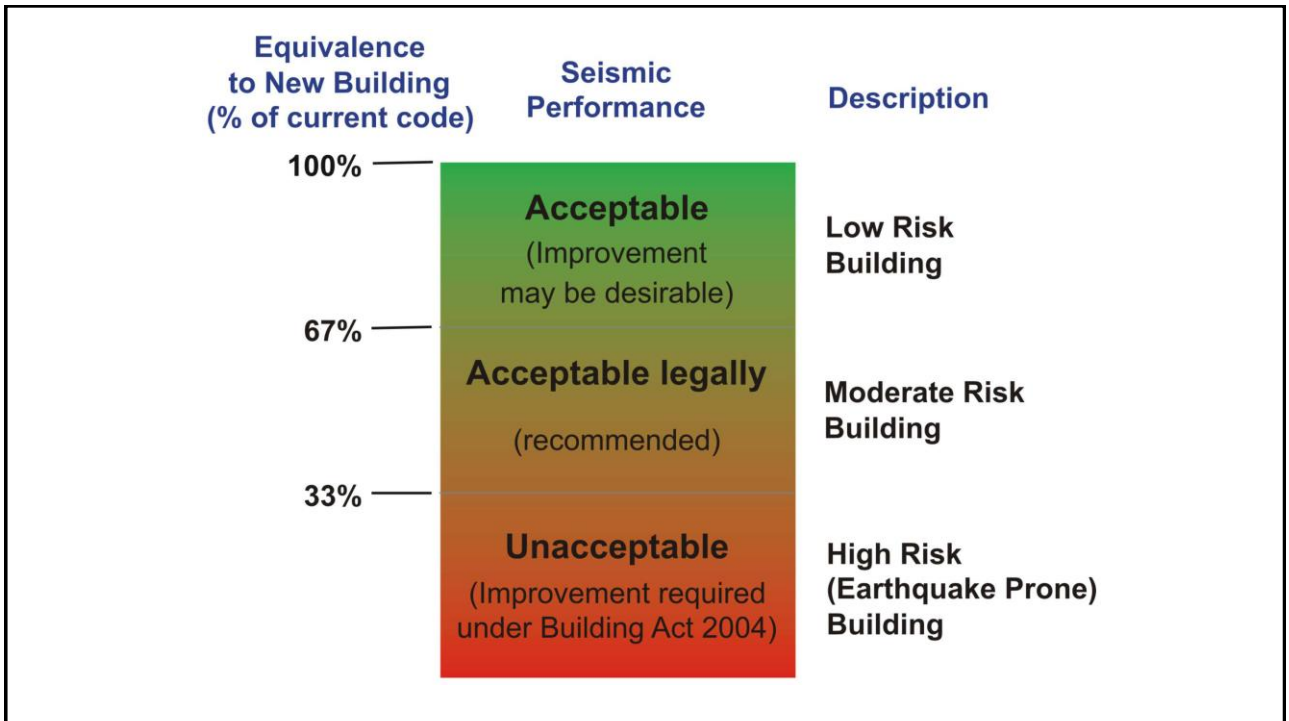 Equivalence
to New Building
(% of current code)
Seismic
Performance
Description
100%
Acceptable
(Improvement
may be desirable)
Low Risk
Building
67%
Acceptable legally
(recommended)
Moderate Risk
Building
33%
Unacceptable
(Improvement required
under Building Act 2004)
High Risk
(Earthquake Prone)
Building